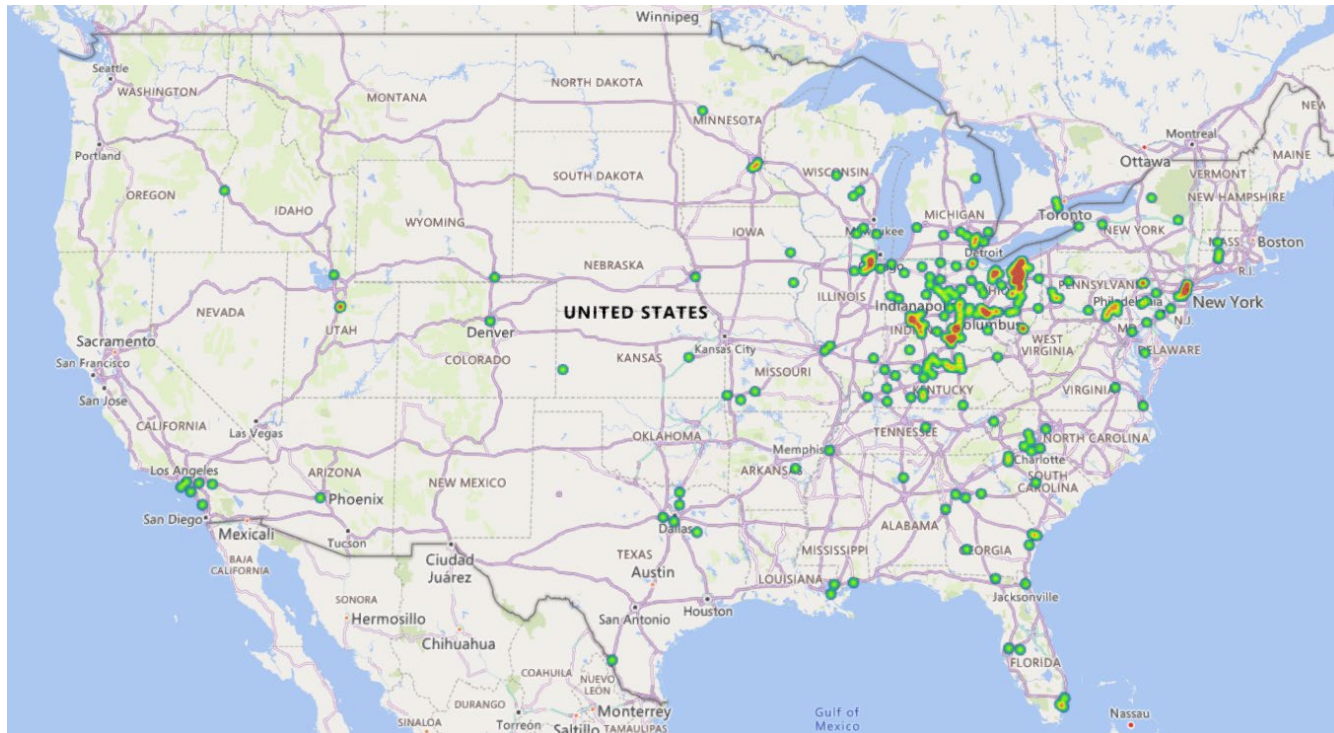 Winnipeg
Seattle
WASHINGTON
MONTANA
NORTH DAKOTA
MINNESOTA
Montreal
Ottawa
MAINE
Portland
OREGON
IDAHO
SOUTH DAKOTA
WISCONSIN
VERMONT
NEW HAMPSHIRE
WYOMING
MICHIGAN
Toronto
NEW YORK
MASS
Boston
R.I.
IOWA
Detroit
NEBRASKA
ILLINOIS
PENNSYLVANIA
New York
NEVADA
UTAH
UNITED STATES
Philadelphia
N.J.
Sacramento
San Francisco
San Jose
Denver
COLORADO
KANSAS
Kansas City
MISSOURI
WEST
VIRGINIA
DELAWARE
KENTUCKY
VIRGINIA
CALIFORNIA
Las Vegas
OKLAHOMA
TENNESSEE
NORTH CAROLINA
Memphis
Charlotte
Los Angeles
ARIZONA
NEW MEXICO
ARKANSAS
SOUTH
CAROLINA
Phoenix
San Diego
Mexicali
Tucson
Dallas
ALABAMA
MISSISSIPPI
GEORGIA
BAJA
CALIFORNIA
Ciudad
Juárez
TEXAS
Austin
LOUISIANA
Jacksonville
SONORA
Hermosillo
Chihuahua
San Antonio
Houston
FLORIDA
COAHUILA
NUEVO
LEÓN
DURANGO
Torreón
Monterrey
Saltillo
TAMAULIPAS
SINALOA
Gulf of
Mexico
Nassau